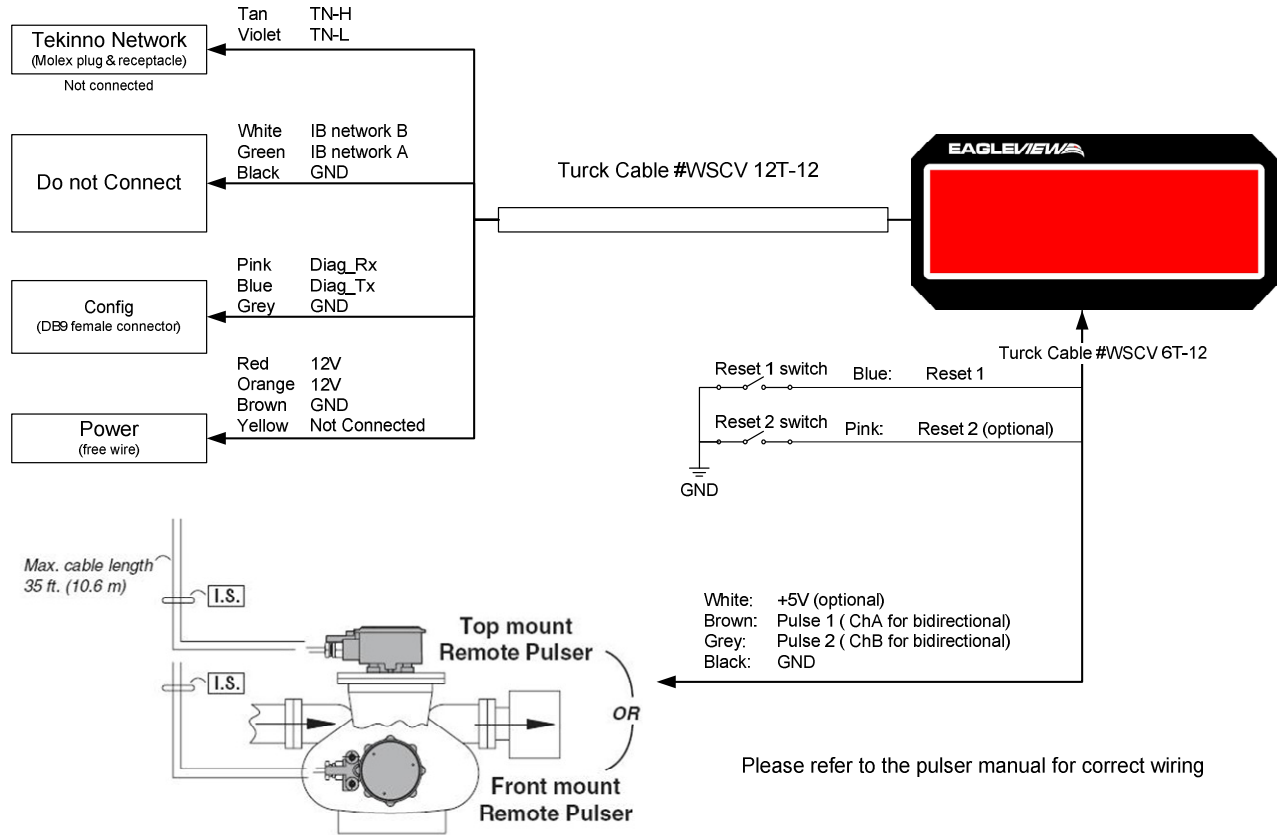 Tan TN-H
Violet TN-L
Tekinno Network
(Molex plug & receptacle)
Not connected
White IB network B
Green IB network A
Black GND
Do not Connect
Turck Cable #WSCV 12T-12
EAGLEVIEW
Pink Diag_Rx
Blue Diag_Tx
Grey GND
Config
(DB9 female connector)
Red 12V
Orange 12V
Brown GND
Yellow Not Connected
Power
(free wire)
Turck Cable #WSCV 6T-12
Reset 1 switch Blue: Reset 1
Reset 2 switch Pink: Reset 2 (optional)
GND
Max. cable length
35 ft. (10.6 m)
I.S.
Top mount
Remote Pulser
I.S.
OR
Front mount
Remote Pulser
White: +5V (optional)
Brown: Pulse 1 ( ChA for bidirectional)
Grey: Pulse 2 ( ChB for bidirectional)
Black: GND
Please refer to the pulser manual for correct wiring